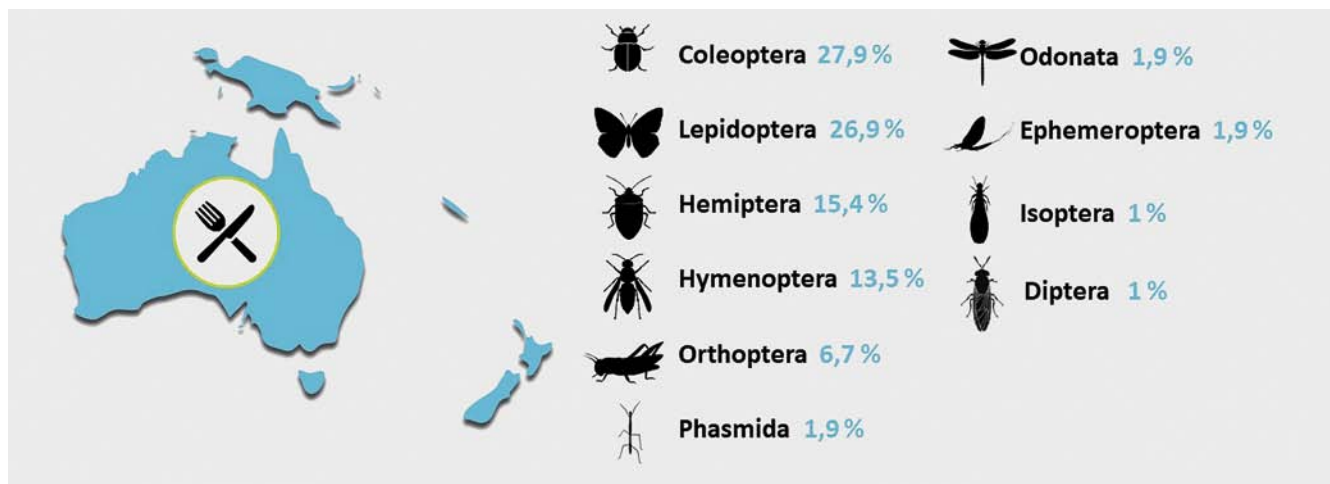 Coleoptera 27,9 %
Lepidoptera 26,9 %
Hemiptera 15,4 %
Hymenoptera 13,5 %
Orthoptera 6,7 %
Phasmida 1,9 %
Odonata 1,9 %
Ephemeroptera 1,9 %
Isoptera 1 %
Diptera 1 %